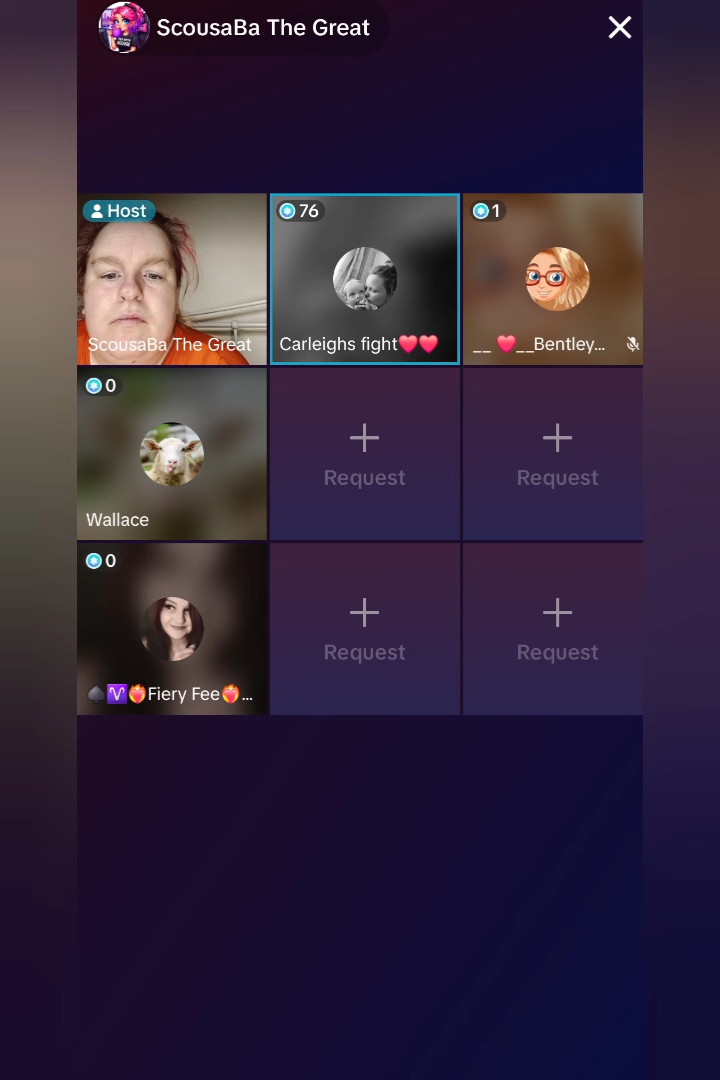 ScousaBa The Great
Host
ScousaBa The Great
76
Carleighs fight❤️❤️
1
__ ❤️__Bentley...
0
Wallace
Request
Request
0
♠️♈❤️‍🔥Fiery Fee❤️‍🔥...
Request
Request